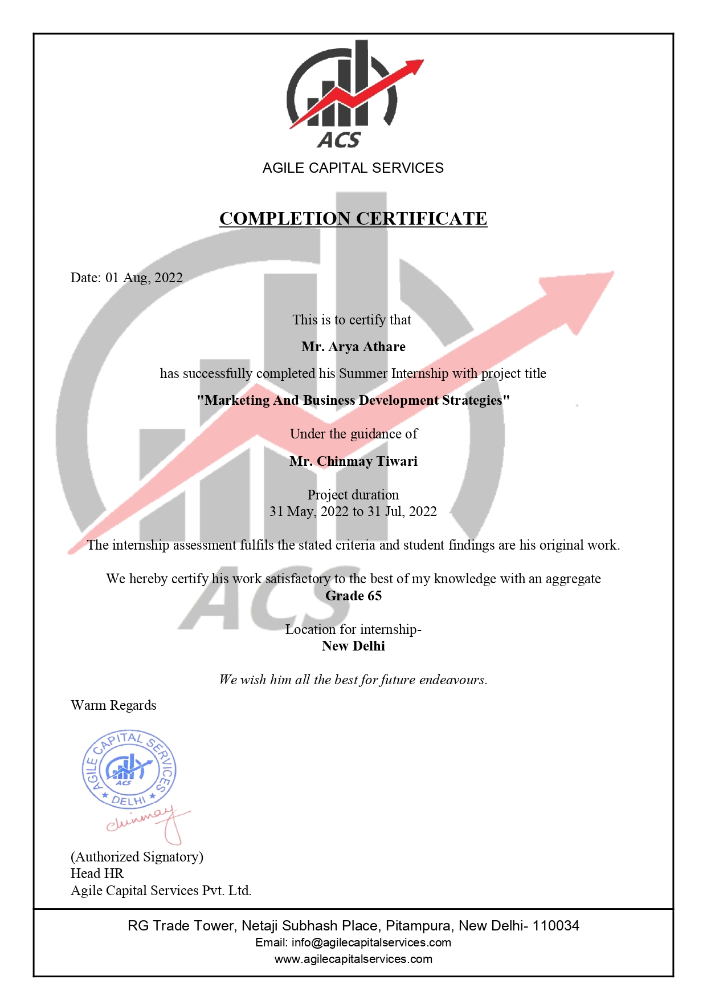 ACS
AGILE CAPITAL SERVICES
COMPLETION CERTIFICATE
Date: 01 Aug, 2022
This is to certify that
Mr. Arya Athare
has successfully completed his Summer Internship with project title
"Marketing And Business Development Strategies"
Under the guidance of
Mr. Chinmay Tiwari
Project duration
31 May, 2022 to 31 Jul, 2022
The internship assessment fulfils the stated criteria and student findings are his original work.
We hereby certify his work satisfactory to the best of my knowledge with an aggregate
Grade 65
ACS
Location for internship-
New Delhi
We wish him all the best for future endeavours.
Warm Regards
AGILE CAPITAL SERVICES
ACS
★ DELHI ★
Chinmay
(Authorized Signatory)
Head HR
Agile Capital Services Pvt. Ltd.
RG Trade Tower, Netaji Subhash Place, Pitampura, New Delhi- 110034
Email: info@agilecapitalservices.com
www.agilecapitalservices.com